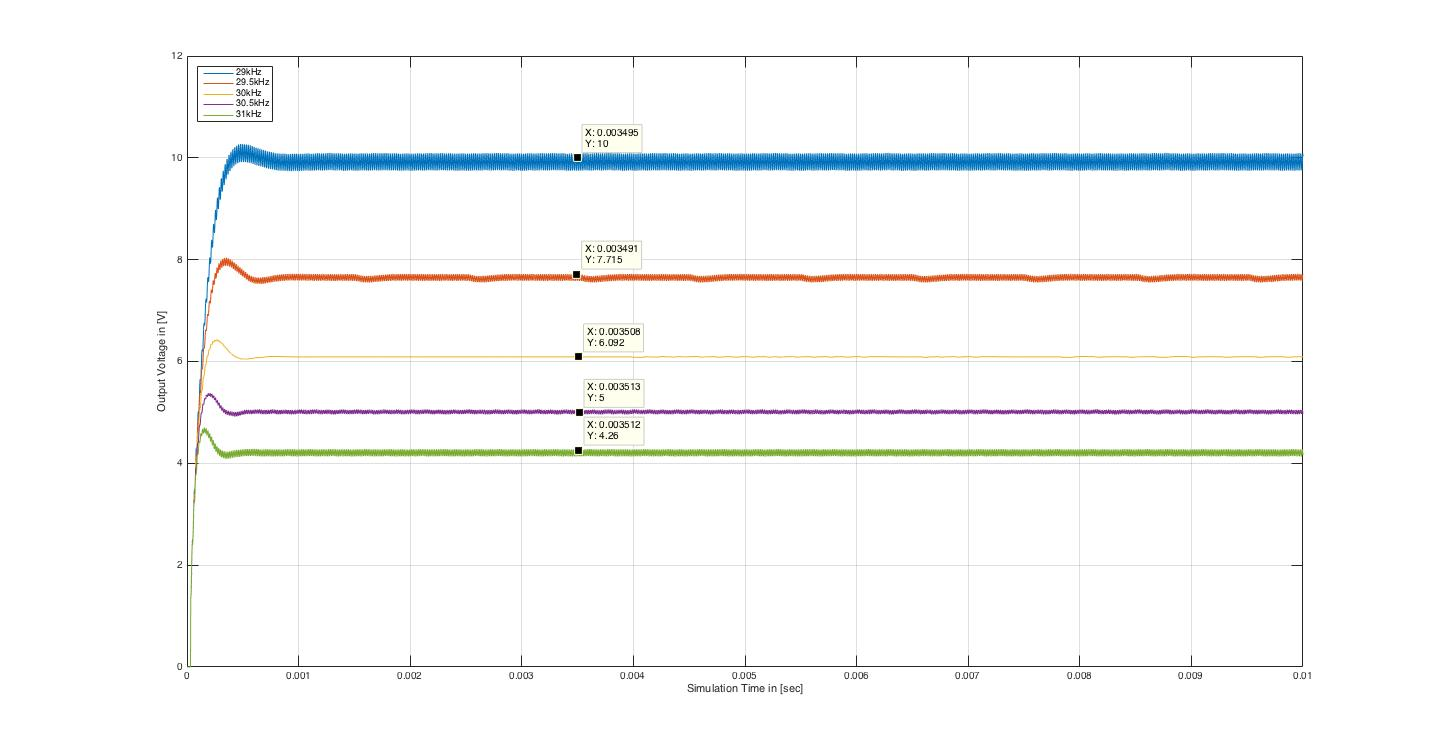 12
29kHz
29.5kHz
30kHz
30.5kHz
31kHz
X: 0.003495
Y: 10
10
X: 0.003491
Y: 7.715
8
X: 0.003508
Y: 6.092
6
Output Voltage in [V]
X: 0.003513
Y: 5
X: 0.003512
Y: 4.26
4
2
0
0 0.001 0.002 0.003 0.004 0.005 0.006 0.007 0.008 0.009 0.01
Simulation Time in [sec]